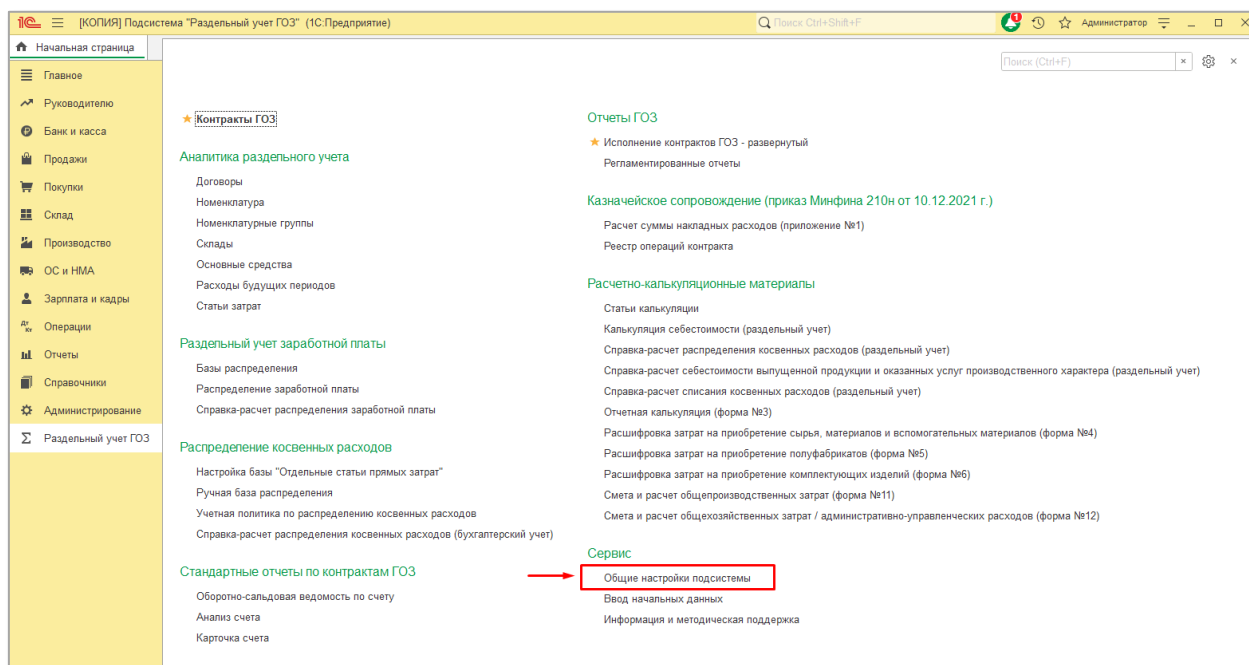 1С [КОПИЯ] Подсистема "Раздельный учет ГОЗ" (1С:Предприятие) Поиск Ctrl+Shift+F 9 Администратор
Начальная страница
Поиск (Ctrl+F)
Главное
Руководителю
Банк и касса
Продажи
Покупки
Склад
Производство
ОС и НМА
Зарплата и кадры
Дт Кт Операции
Отчеты
Справочники
Администрирование
Раздельный учет ГОЗ
Контракты ГОЗ
Аналитика раздельного учета
Договоры
Номенклатура
Номенклатурные группы
Склады
Основные средства
Расходы будущих периодов
Статьи затрат
Раздельный учет заработной платы
Базы распределения
Распределение заработной платы
Справка-расчет распределения заработной платы
Распределение косвенных расходов
Настройка базы "Отдельные статьи прямых затрат"
Ручная база распределения
Учетная политика по распределению косвенных расходов
Справка-расчет распределения косвенных расходов (бухгалтерский учет)
Стандартные отчеты по контрактам ГОЗ
Оборотно-сальдовая ведомость по счету
Анализ счета
Карточка счета
Отчеты ГОЗ
Исполнение контрактов ГОЗ - развернутый
Регламентированные отчеты
Казначейское сопровождение (приказ Минфина 210н от 10.12.2021 г.)
Расчет суммы накладных расходов (приложение №1)
Реестр операций контракта
Расчетно-калькуляционные материалы
Статьи калькуляции
Калькуляция себестоимости (раздельный учет)
Справка-расчет распределения косвенных расходов (раздельный учет)
Справка-расчет себестоимости выпущенной продукции и оказанных услуг производственного характера (раздельный учет)
Справка-расчет списания косвенных расходов (раздельный учет)
Отчетная калькуляция (форма №3)
Расшифровка затрат на приобретение сырья, материалов и вспомогательных материалов (форма №4)
Расшифровка затрат на приобретение полуфабрикатов (форма №5)
Расшифровка затрат на приобретение комплектующих изделий (форма №6)
Смета и расчет общепроизводственных затрат (форма №11)
Смета и расчет общехозяйственных затрат / административно-управленческих расходов (форма №12)
Сервис
Общие настройки подсистемы
Ввод начальных данных
Информация и методическая поддержка